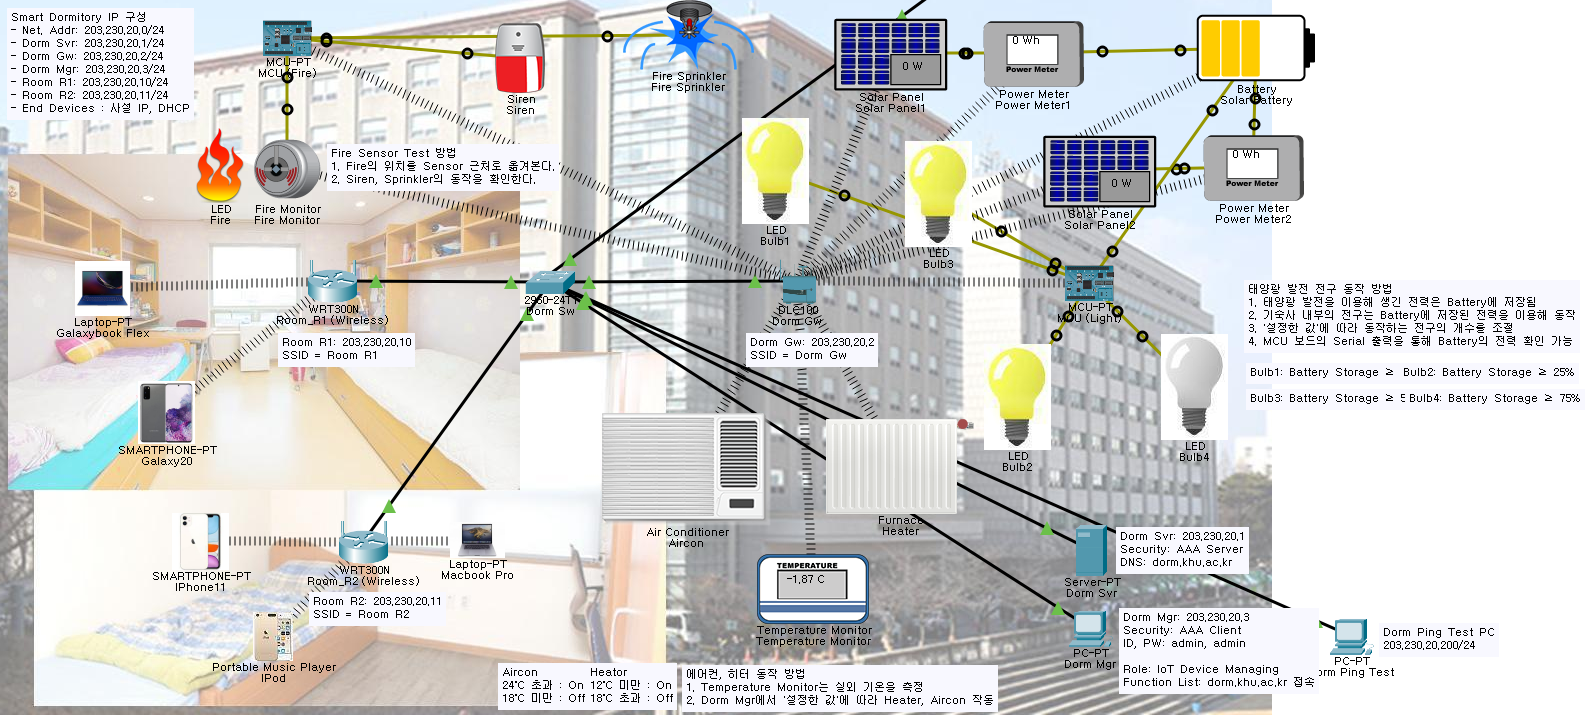 Smart Dormitory IP 구성
- Net. Addr: 203.230.20.0/24
- Dorm Svr: 203.230.20.1/24
- Dorm Gw: 203.230.20.2/24
- Dorm Mgr: 203.230.20.3/24
- Room R1: 203.230.20.10/24
- Room R2: 203.230.20.11/24
- End Devices : 사설 IP, DHCP
MCU-PT
MCU (Fire)
Siren
Siren
Fire Sprinkler
Fire Sprinkler
0 W
Solar Panel
Solar Panel1
0 Wh
Power Meter
Power Meter
Power Meter1
Battery
Solar Battery
LED
Fire
Fire Monitor
Fire Monitor
Fire Sensor Test 방법
1. Fire의 위치를 Sensor 근처로 옮겨본다.
2. Siren, Sprinkler의 동작을 확인한다.
LED
Bulb1
LED
Bulb3
0 W
Solar Panel
Solar Panel2
0 Wh
Power Meter
Power Meter
Power Meter2
Laptop-PT
Galaxybook Flex
WRT300N
Room_R1 (Wireless)
Room R1: 203.230.20.10
SSID = Room R1
2960-24TT
Dorm Sw
DLC100
Dorm Gw
Dorm Gw: 203.230.20.2
SSID = Dorm Gw
MCU-PT
MCU (Light)
태양광 발전 전구 동작 방법
1. 태양광 발전을 이용해 생긴 전력은 Battery에 저장됨
2. 기숙사 내부의 전구는 Battery에 저장된 전력을 이용해 동작
3. '설정한 값'에 따라 동작하는 전구의 개수를 조절
4. MCU 보드의 Serial 출력을 통해 Battery의 전력 확인 가능
Bulb1: Battery Storage ≥
Bulb2: Battery Storage ≥ 25%
Bulb3: Battery Storage ≥ 5
Bulb4: Battery Storage ≥ 75%
SMARTPHONE-PT
Galaxy20
LED
Bulb2
LED
Bulb4
Air Conditioner
Aircon
Furnace
Heater
SMARTPHONE-PT
IPhone11
WRT300N
Room_R2 (Wireless)
Laptop-PT
Macbook Pro
Room R2: 203.230.20.11
SSID = Room R2
Portable Music Player
IPod
TEMPERATURE
-1.87 C
Temperature Monitor
Temperature Monitor
Server-PT
Dorm Svr
Dorm Svr: 203.230.20.1
Security: AAA Server
DNS: dorm.khu.ac.kr
PC-PT
Dorm Mgr
Dorm Mgr: 203.230.20.3
Security: AAA Client
ID, PW: admin, admin
Role: IoT Device Managing
Function List: dorm.khu.ac.kr 접속
PC-PT
orm Ping Test
Dorm Ping Test PC
203.230.20.200/24
Aircon Heator
24℃ 초과 : On 12℃ 미만 : On
18℃ 미만 : Off 18℃ 초과 : Off
에어컨, 히터 동작 방법
1. Temperature Monitor는 실외 기온을 측정
2. Dorm Mgr에서 '설정한 값'에 따라 Heater, Aircon 작동